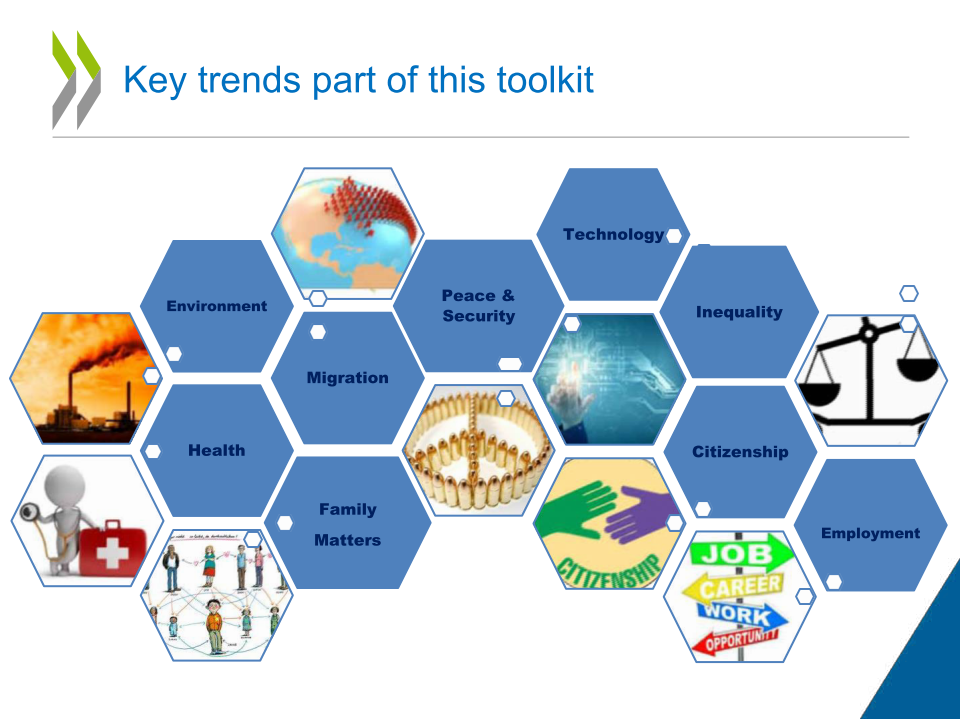 Key trends part of this toolkit
Technology
Environment
Peace &
Security
Inequality
Migration
Health
Citizenship
Family
Matters
Employment
CITIZENSHIP
JOB
CAREER
WORK
OPPORTUNITY